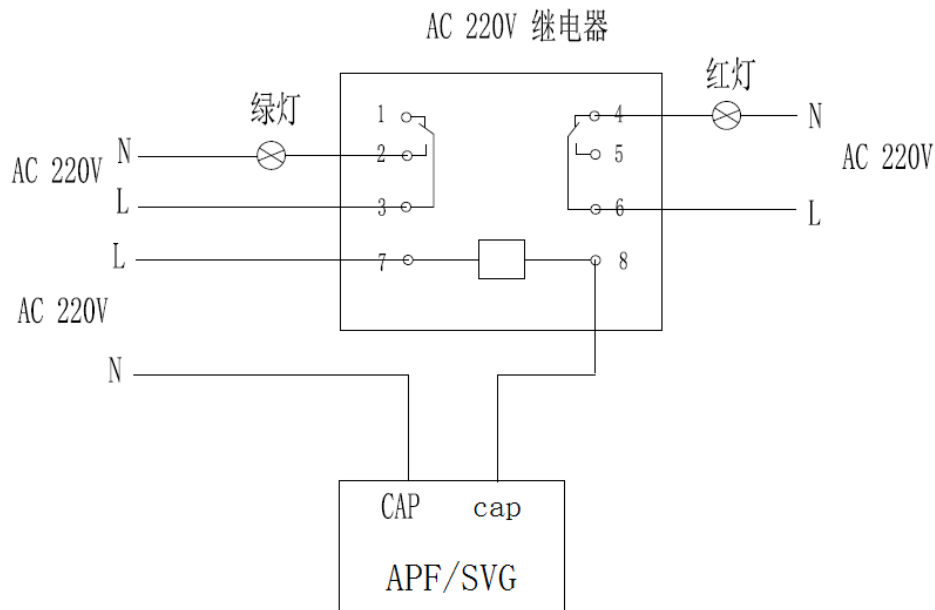 AC 220V 继电器
绿灯
红灯
1
4
N
2
5
N
AC 220V
AC 220V
L
3
6
L
L
7
8
AC 220V
N
CAP
cap
APF/SVG